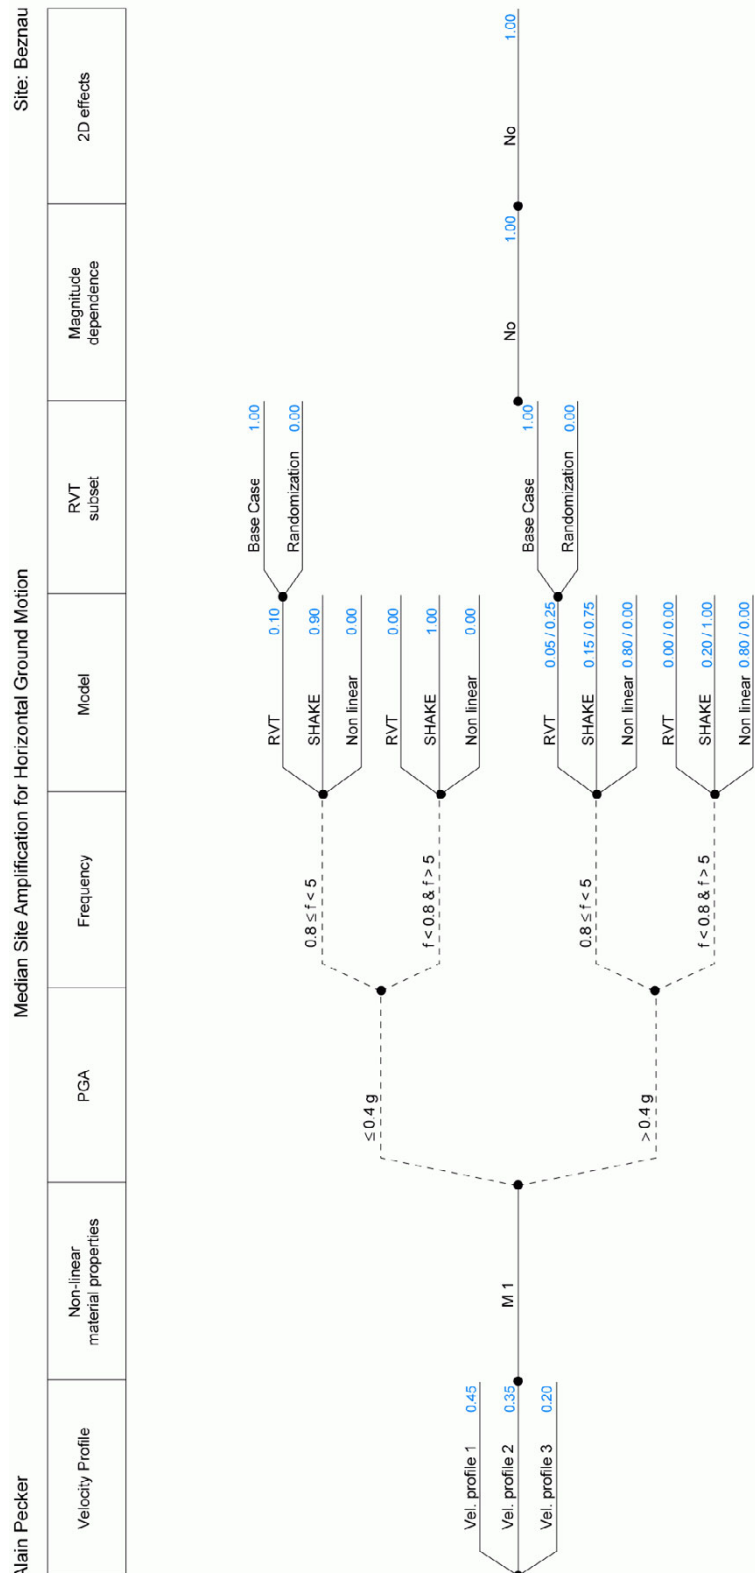 Alain Pecker
Median Site Amplification for Horizontal Ground Motion
Site: Beznau
Velocity Profile
Non-linear
material properties
PGA
Frequency
Model
RVT
subset
Magnitude
dependence
2D effects
Vel. profile 1 0.45
Vel. profile 2 0.35
Vel. profile 3 0.20
M 1
≤ 0.4 g
> 0.4 g
0.8 ≤ f < 5
f < 0.8 & f > 5
0.8 ≤ f < 5
f < 0.8 & f > 5
RVT 0.10
SHAKE 0.90
Non linear 0.00
RVT 0.00
SHAKE 1.00
Non linear 0.00
RVT 0.05 / 0.25
SHAKE 0.15 / 0.75
Non linear 0.80 / 0.00
RVT 0.00 / 0.00
SHAKE 0.20 / 1.00
Non linear 0.80 / 0.00
Base Case 1.00
Randomization 0.00
Base Case 1.00
Randomization 0.00
No 1.00
No 1.00